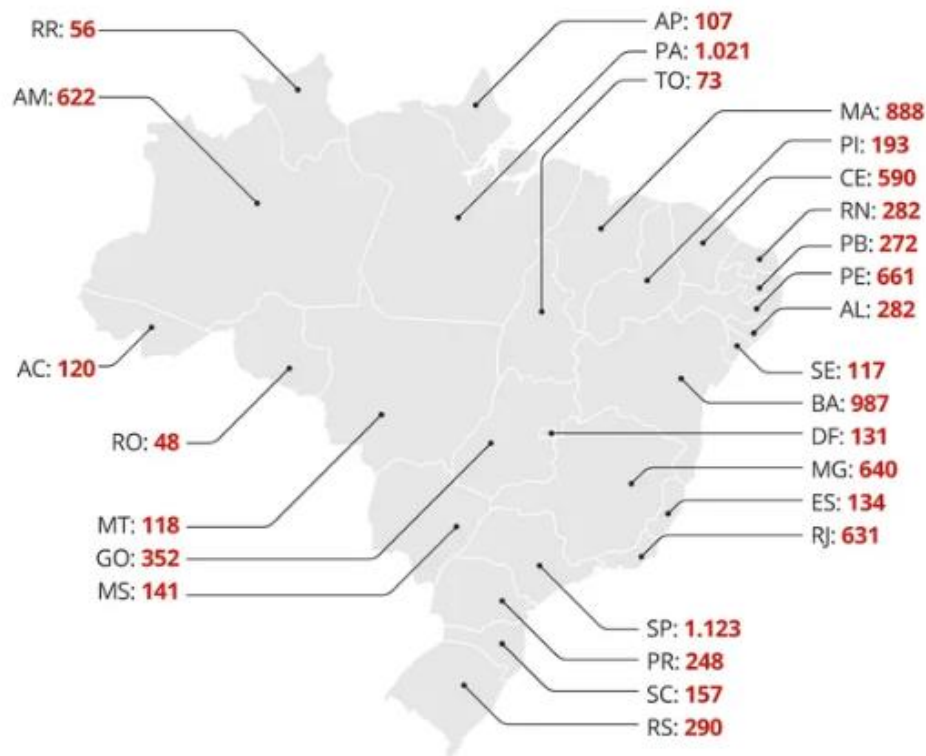 RR: 56
AM: 622
AC: 120
RO: 48
MT: 118
GO: 352
MS: 141
AP: 107
PA: 1.021
TO: 73
MA: 888
PI: 193
CE: 590
RN: 282
PB: 272
PE: 661
AL: 282
SE: 117
BA: 987
DF: 131
MG: 640
ES: 134
RJ: 631
SP: 1.123
PR: 248
SC: 157
RS: 290